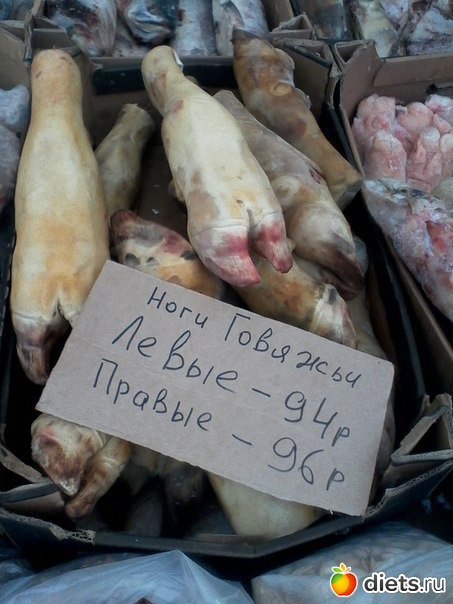 Ноги Говяжьи
Левые – 94р
Правые – 96р
diets.ru